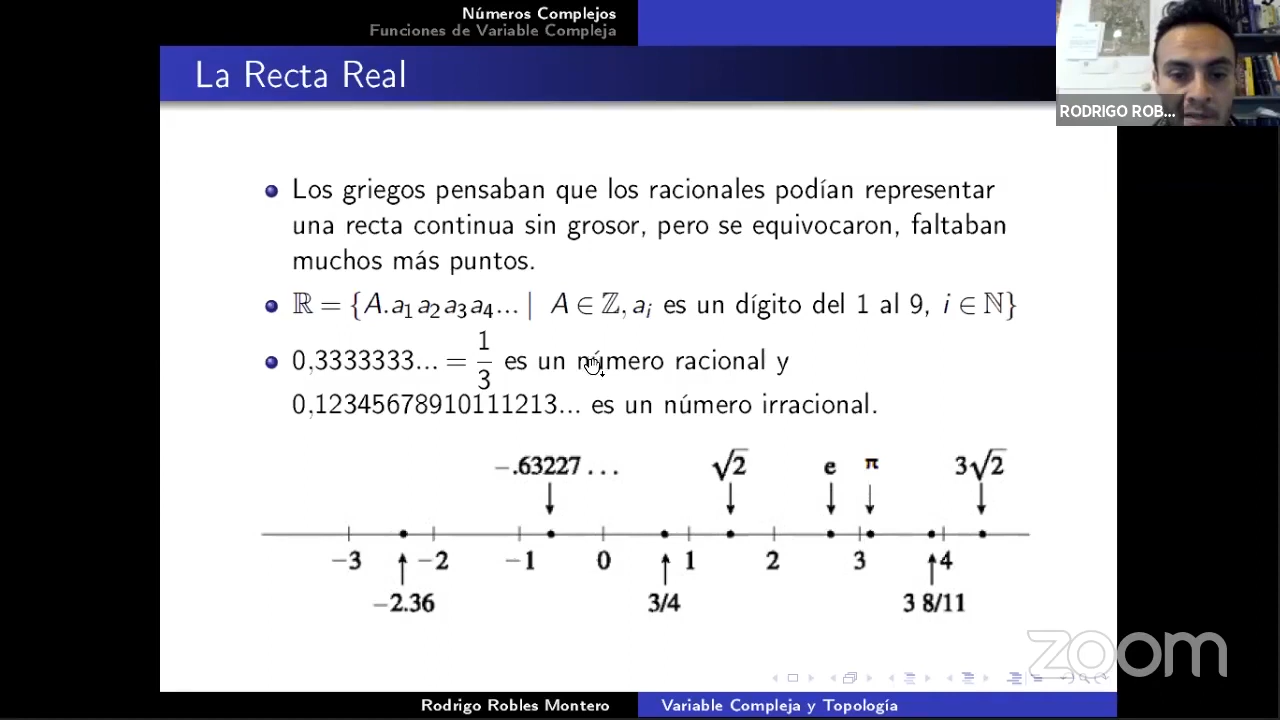 Números Complejos
Funciones de Variable Compleja
La Recta Real
RODRIGO ROB...
Los griegos pensaban que los racionales podían representar
una recta continua sin grosor, pero se equivocaron, faltaban
muchos más puntos.
ℝ = {A.a₁a₂a₃a₄... | A ∈ ℤ, aᵢ es un dígito del 1 al 9, i ∈ ℕ}
0,3333333... = 1/3 es un número racional y
0,12345678910111213... es un número irracional.
−.63227... √2 e π 3√2
−3 −2 −1 0 1 2 3 4
−2.36 3/4 3 8/11
zoom
Rodrigo Robles Montero Variable Compleja y Topología